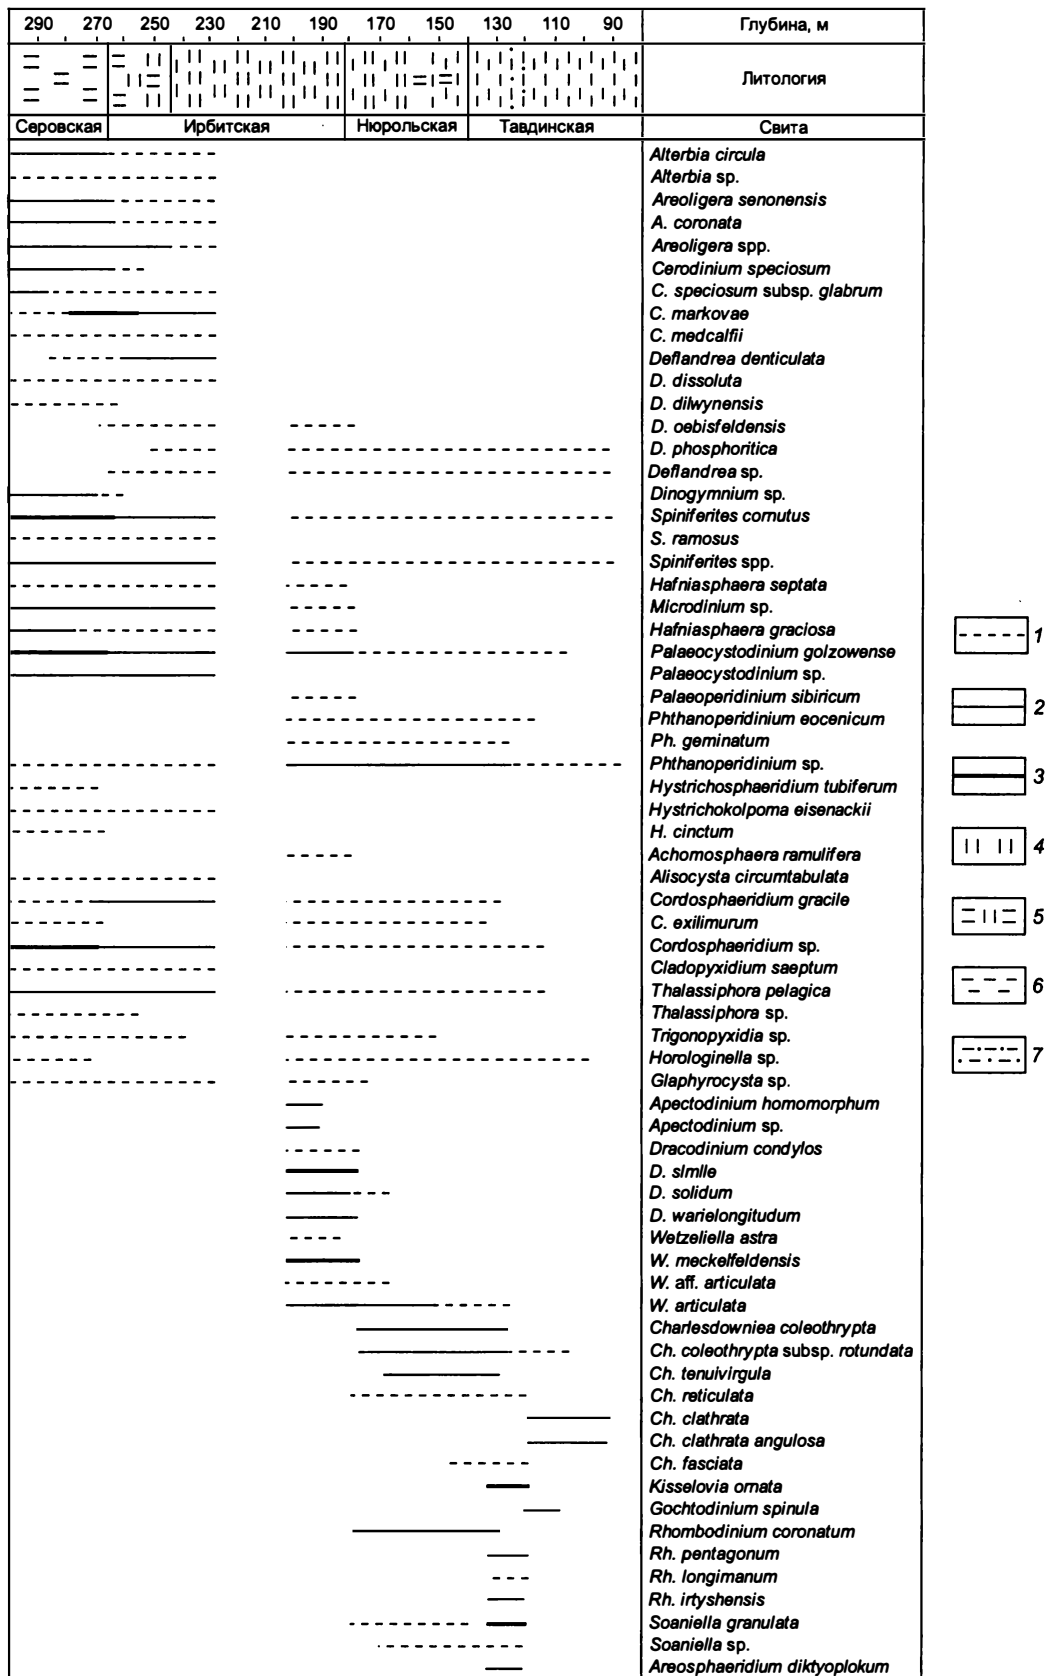 290 270 250 230 210 190 170 150 130 110 90 Глубина, м
Литология
Серовская Ирбитская Нюрольская Тавдинская Свита
Alterbia circula
Alterbia sp.
Areoligera senonensis
A. coronata
Areoligera spp.
Cerodinium speciosum
C. speciosum subsp. glabrum
C. markovae
C. medcalfii
Deflandrea denticulata
D. dissoluta
D. dilwynensis
D. oebisfeldensis
D. phosphoritica
Deflandrea sp.
Dinogymnium sp.
Spiniferites cornutus
S. ramosus
Spiniferites spp.
Hafniasphaera septata
Microdinium sp.
Hafniasphaera graciosa
Palaeocystodinium golzowense
Palaeocystodinium sp.
Palaeoperidinium sibiricum
Phthanoperidinium eocenicum
Ph. geminatum
Phthanoperidinium sp.
Hystrichosphaeridium tubiferum
Hystrichokolpoma eisenackii
H. cinctum
Achomosphaera ramulifera
Alisocysta circumtabulata
Cordosphaeridium gracile
C. exilimurum
Cordosphaeridium sp.
Cladopyxidium saeptum
Thalassiphora pelagica
Thalassiphora sp.
Trigonopyxidia sp.
Horologinella sp.
Glaphyrocysta sp.
Apectodinium homomorphum
Apectodinium sp.
Dracodinium condylos
D. simile
D. solidum
D. warielongitudum
Wetzeliella astra
W. meckelfeldensis
W. aff. articulata
W. articulata
Charlesdowniea coleothrypta
Ch. coleothrypta subsp. rotundata
Ch. tenuivirgula
Ch. reticulata
Ch. clathrata
Ch. clathrata angulosa
Ch. fasciata
Kisselovia ornata
Gochtodinium spinula
Rhombodinium coronatum
Rh. pentagonum
Rh. longimanum
Rh. irtyshensis
Soaniella granulata
Soaniella sp.
Areosphaeridium diktyoplokum
1
2
3
4
5
6
7